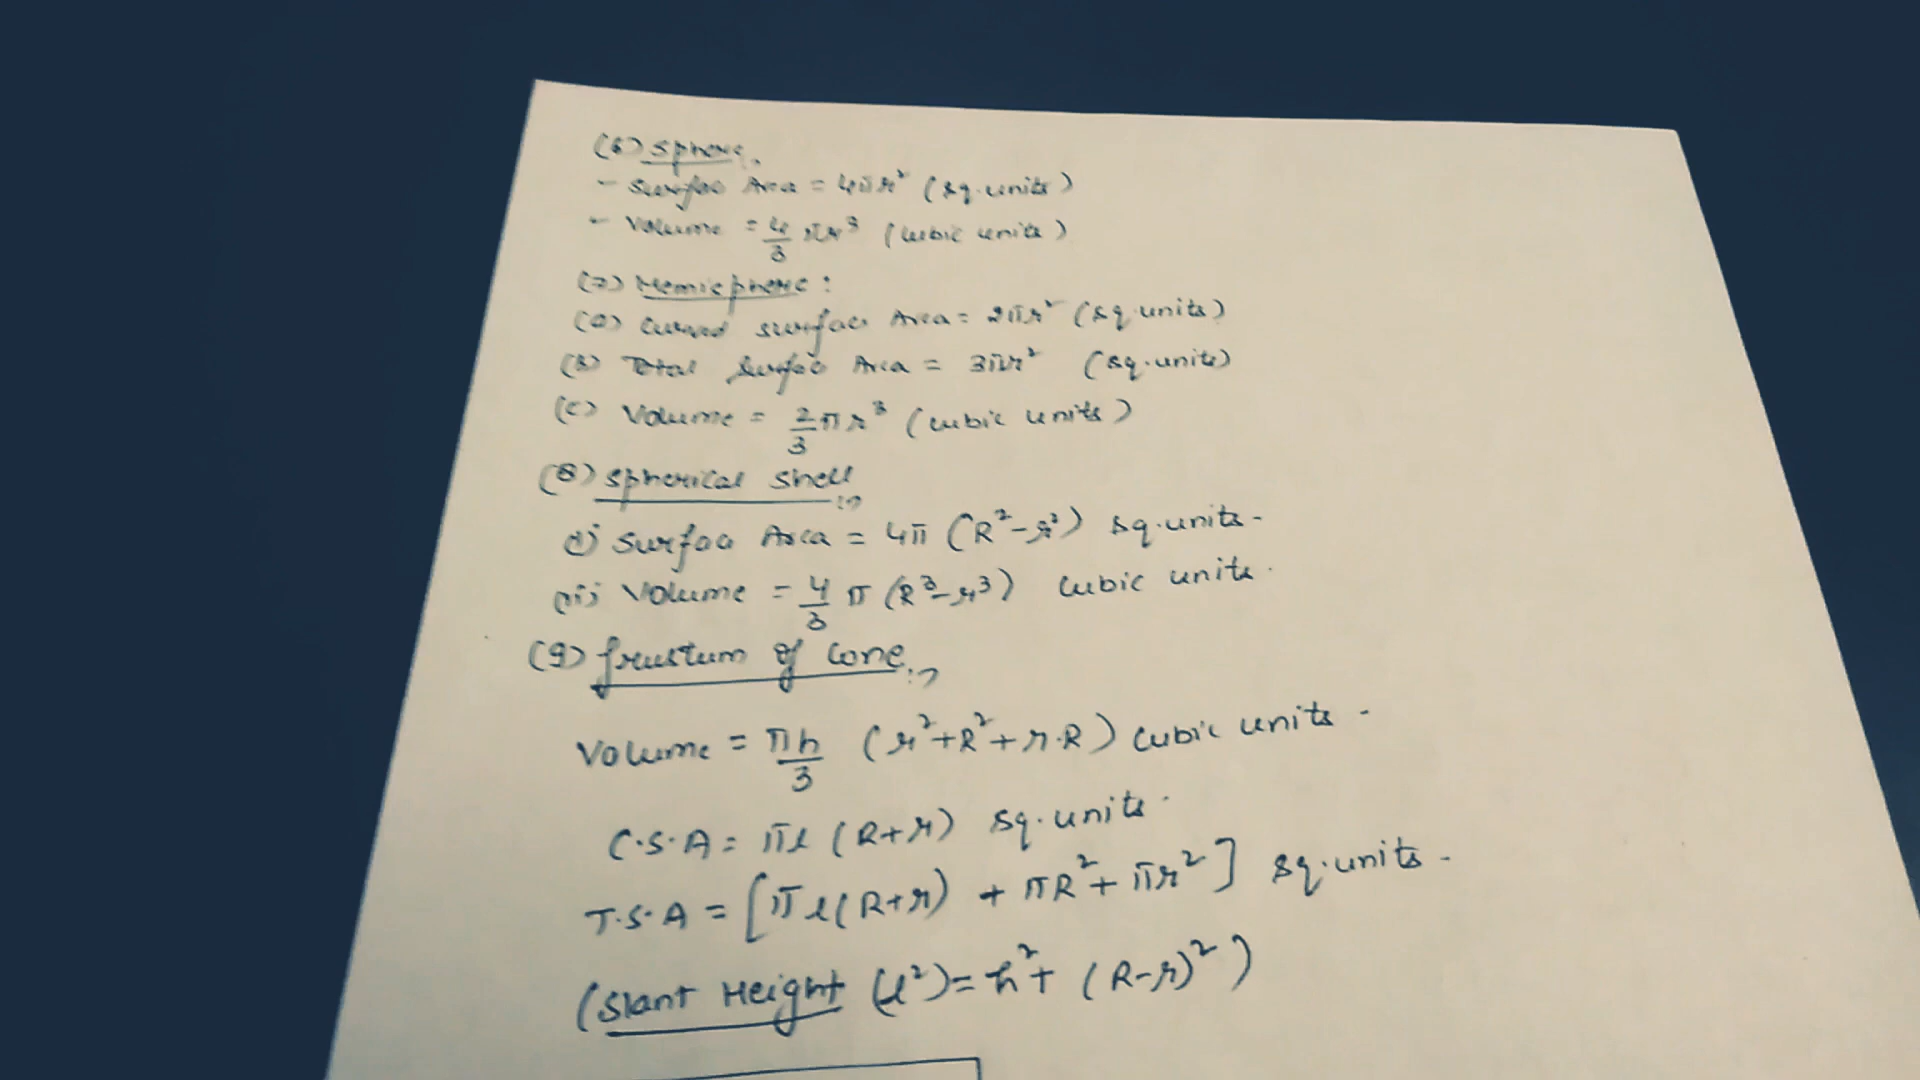 (6) Sphere.
- Surface Area = 4πr² (sq.units)
- Volume = 4/3 πr³ (cubic units)
(7) Hemisphere :
(a) Curved surface Area = 2πr² (sq.units)
(b) Total Surface Area = 3πr² (sq.units)
(c) Volume = 2/3 πr³ (cubic units)
(8) Spherical shell :->
(i) Surface Area = 4π (R²-r²) sq.units-
(ii) Volume = 4/3 π (R³-r³) cubic units.
(9) frustum of cone :->
Volume = πh/3 (r²+R²+r.R) cubic units -
C.S.A = πl (R+r) sq.units.
T.S.A = [πl(R+r) + πR²+ πr²] sq.units -
(Slant Height (l²)= h²+ (R-r)²)